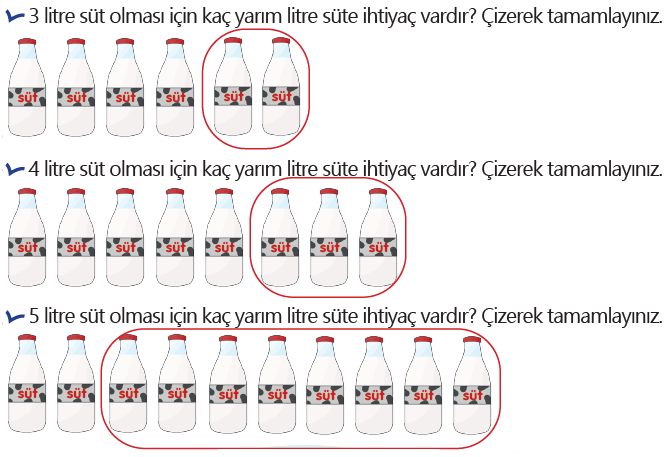 3 litre süt olması için kaç yarım litre süte ihtiyaç vardır? Çizerek tamamlayınız.
süt süt süt süt süt süt
4 litre süt olması için kaç yarım litre süte ihtiyaç vardır? Çizerek tamamlayınız.
süt süt süt süt süt süt süt süt
5 litre süt olması için kaç yarım litre süte ihtiyaç vardır? Çizerek tamamlayınız.
süt süt süt süt süt süt süt süt süt süt